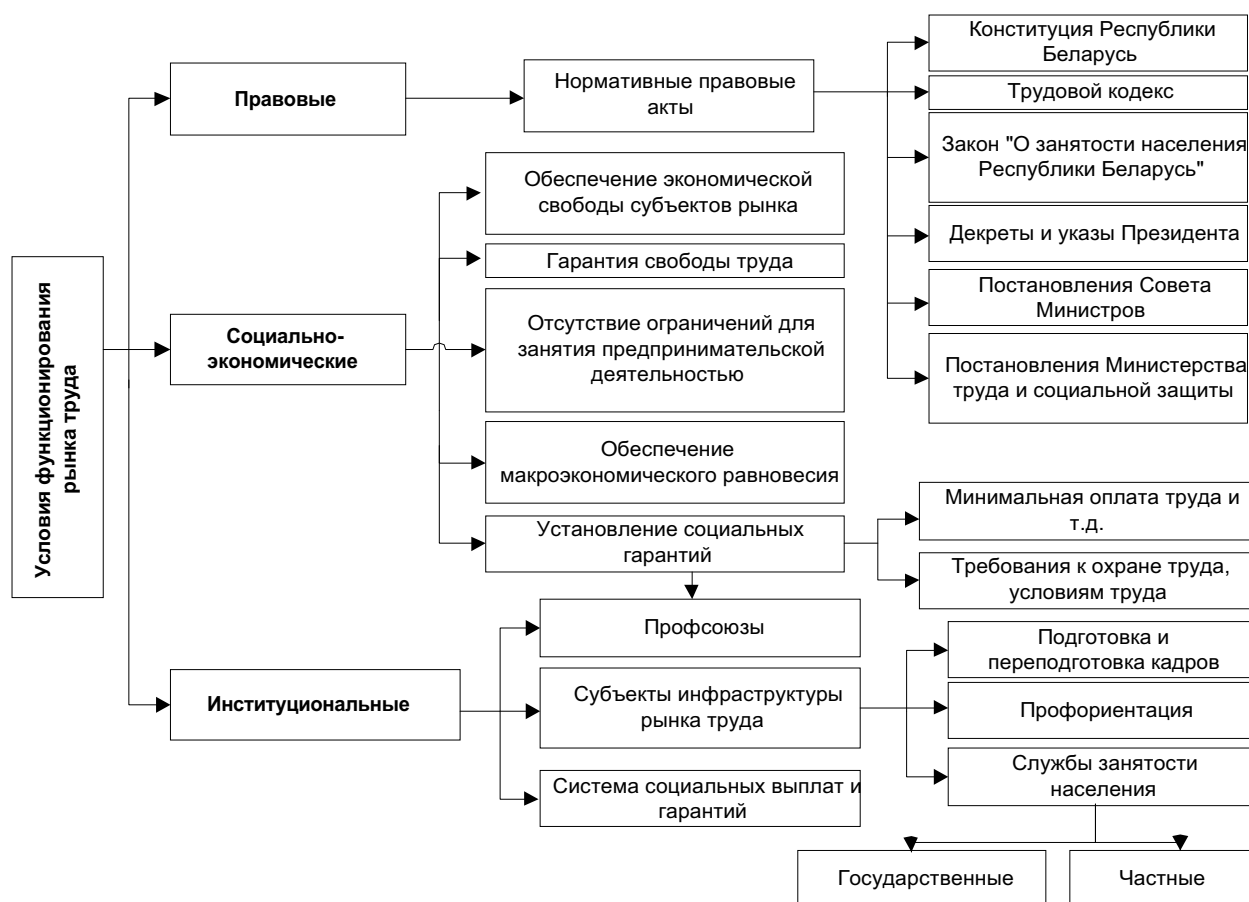 Условия функционирования
рынка труда
Правовые
Нормативные правовые
акты
Конституция Республики
Беларусь
Трудовой кодекс
Закон "О занятости населения
Республики Беларусь"
Декреты и указы Президента
Постановления Совета
Министров
Постановления Министерства
труда и социальной защиты
Социально-
экономические
Обеспечение экономической
свободы субъектов рынка
Гарантия свободы труда
Отсутствие ограничений для
занятия предпринимательской
деятельностью
Обеспечение
макроэкономического равновесия
Установление социальных
гарантий
Минимальная оплата труда и
т.д.
Требования к охране труда,
условиям труда
Институциональные
Профсоюзы
Субъекты инфраструктуры
рынка труда
Система социальных выплат и
гарантий
Подготовка и
переподготовка кадров
Профориентация
Службы занятости
населения
Государственные
Частные